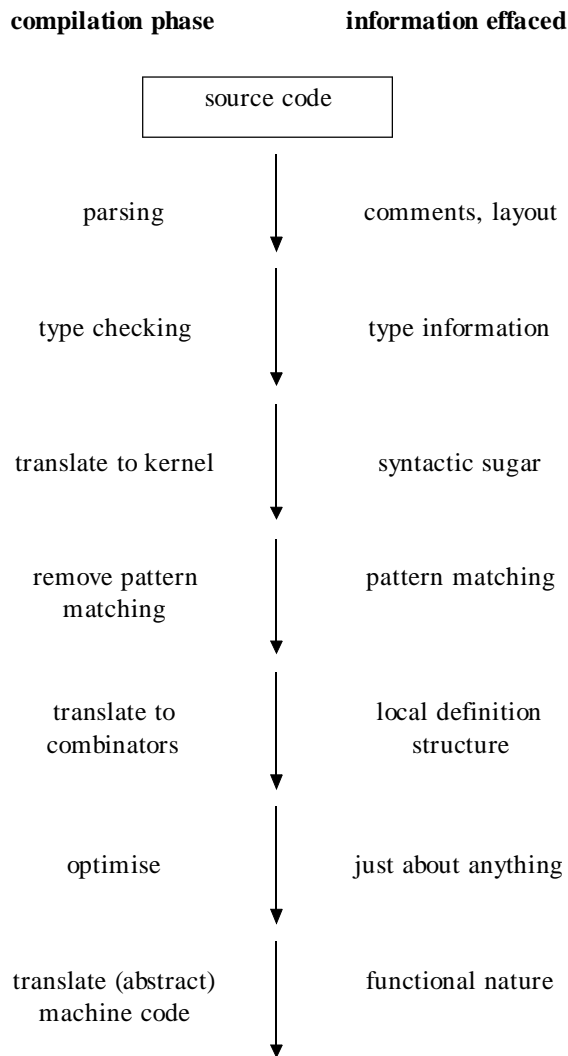 compilation phase information effaced
source code
parsing comments, layout
type checking type information
translate to kernel syntactic sugar
remove pattern pattern matching
matching
translate to local definition
combinators structure
optimise just about anything
translate (abstract) functional nature
machine code